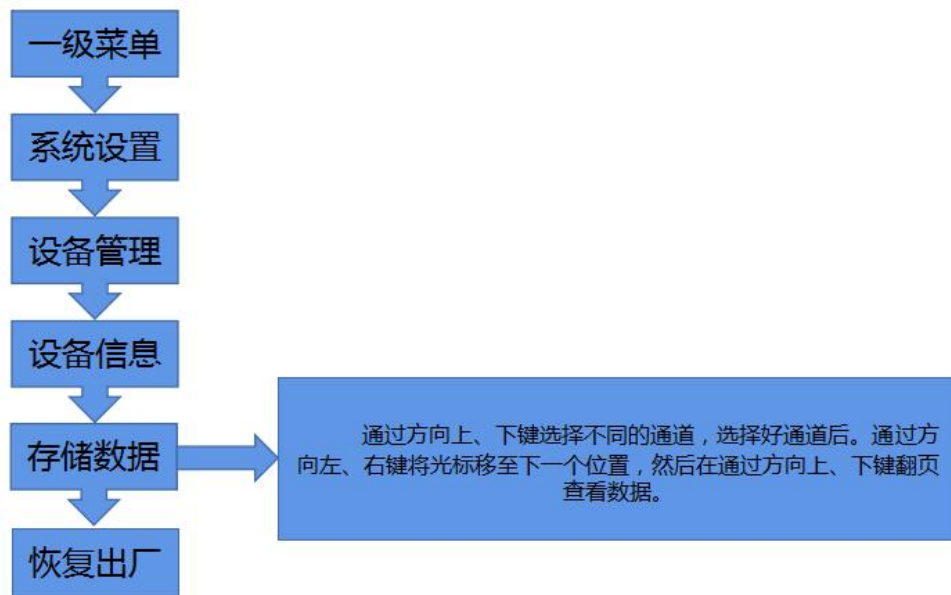 一级菜单
系统设置
设备管理
设备信息
存储数据
通过方向上、下键选择不同的通道，选择好通道后。通过方
向左、右键将光标移至下一个位置，然后在通过方向上、下键翻页
查看数据。
恢复出厂